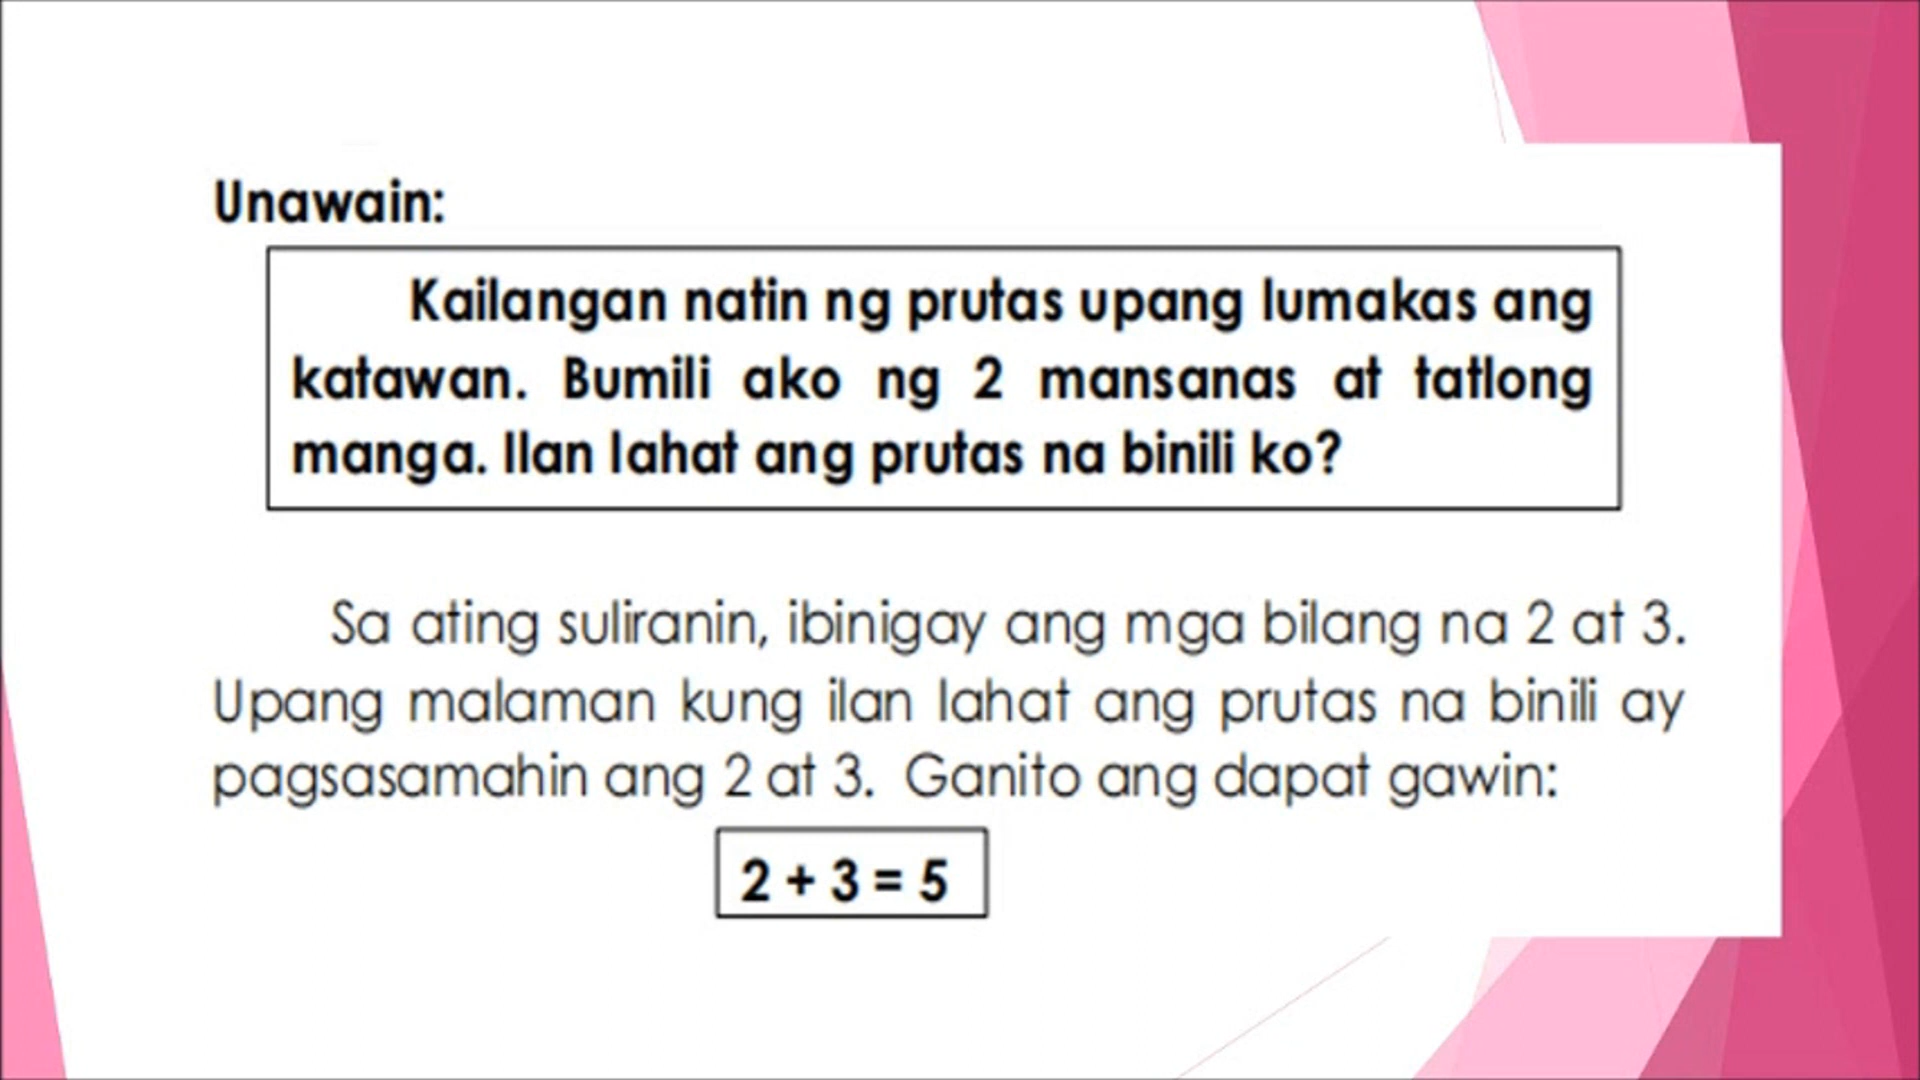 Unawain:
Kailangan natin ng prutas upang lumakas ang
katawan. Bumili ako ng 2 mansanas at tatlong
manga. Ilan lahat ang prutas na binili ko?
Sa ating suliranin, ibinigay ang mga bilang na 2 at 3.
Upang malaman kung ilan lahat ang prutas na binili ay
pagsasamahin ang 2 at 3. Ganito ang dapat gawin:
2 + 3 = 5